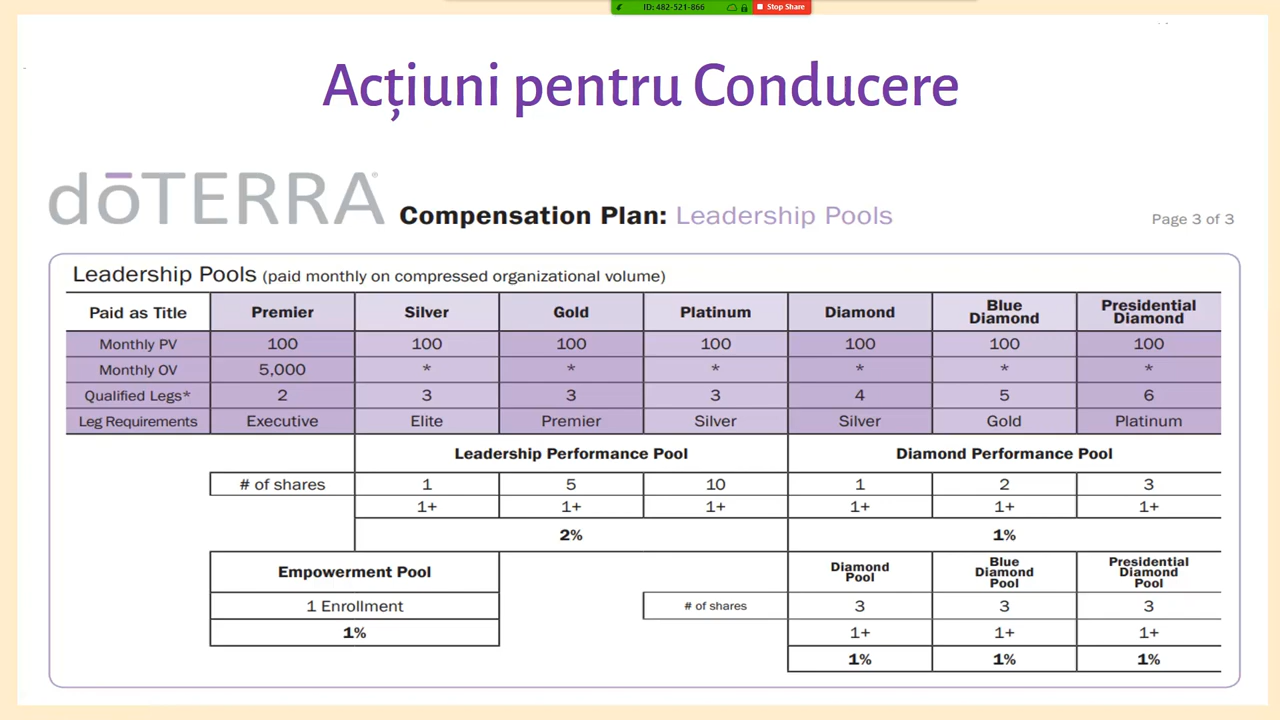 ID: 482-521-866 Stop Share
Acțiuni pentru Conducere
dōTERRA® Compensation Plan: Leadership Pools Page 3 of 3
Leadership Pools (paid monthly on compressed organizational volume)
Paid as Title Premier Silver Gold Platinum Diamond Blue Diamond Presidential Diamond
Monthly PV 100 100 100 100 100 100 100
Monthly OV 5,000 * * * * * *
Qualified Legs* 2 3 3 3 4 5 6
Leg Requirements Executive Elite Premier Silver Silver Gold Platinum
Leadership Performance Pool Diamond Performance Pool
# of shares 1 5 10 1 2 3
1+ 1+ 1+ 1+ 1+ 1+
2% 1%
Empowerment Pool Diamond Pool Blue Diamond Pool Presidential Diamond Pool
1 Enrollment # of shares 3 3 3
1% 1+ 1+ 1+
1% 1% 1%